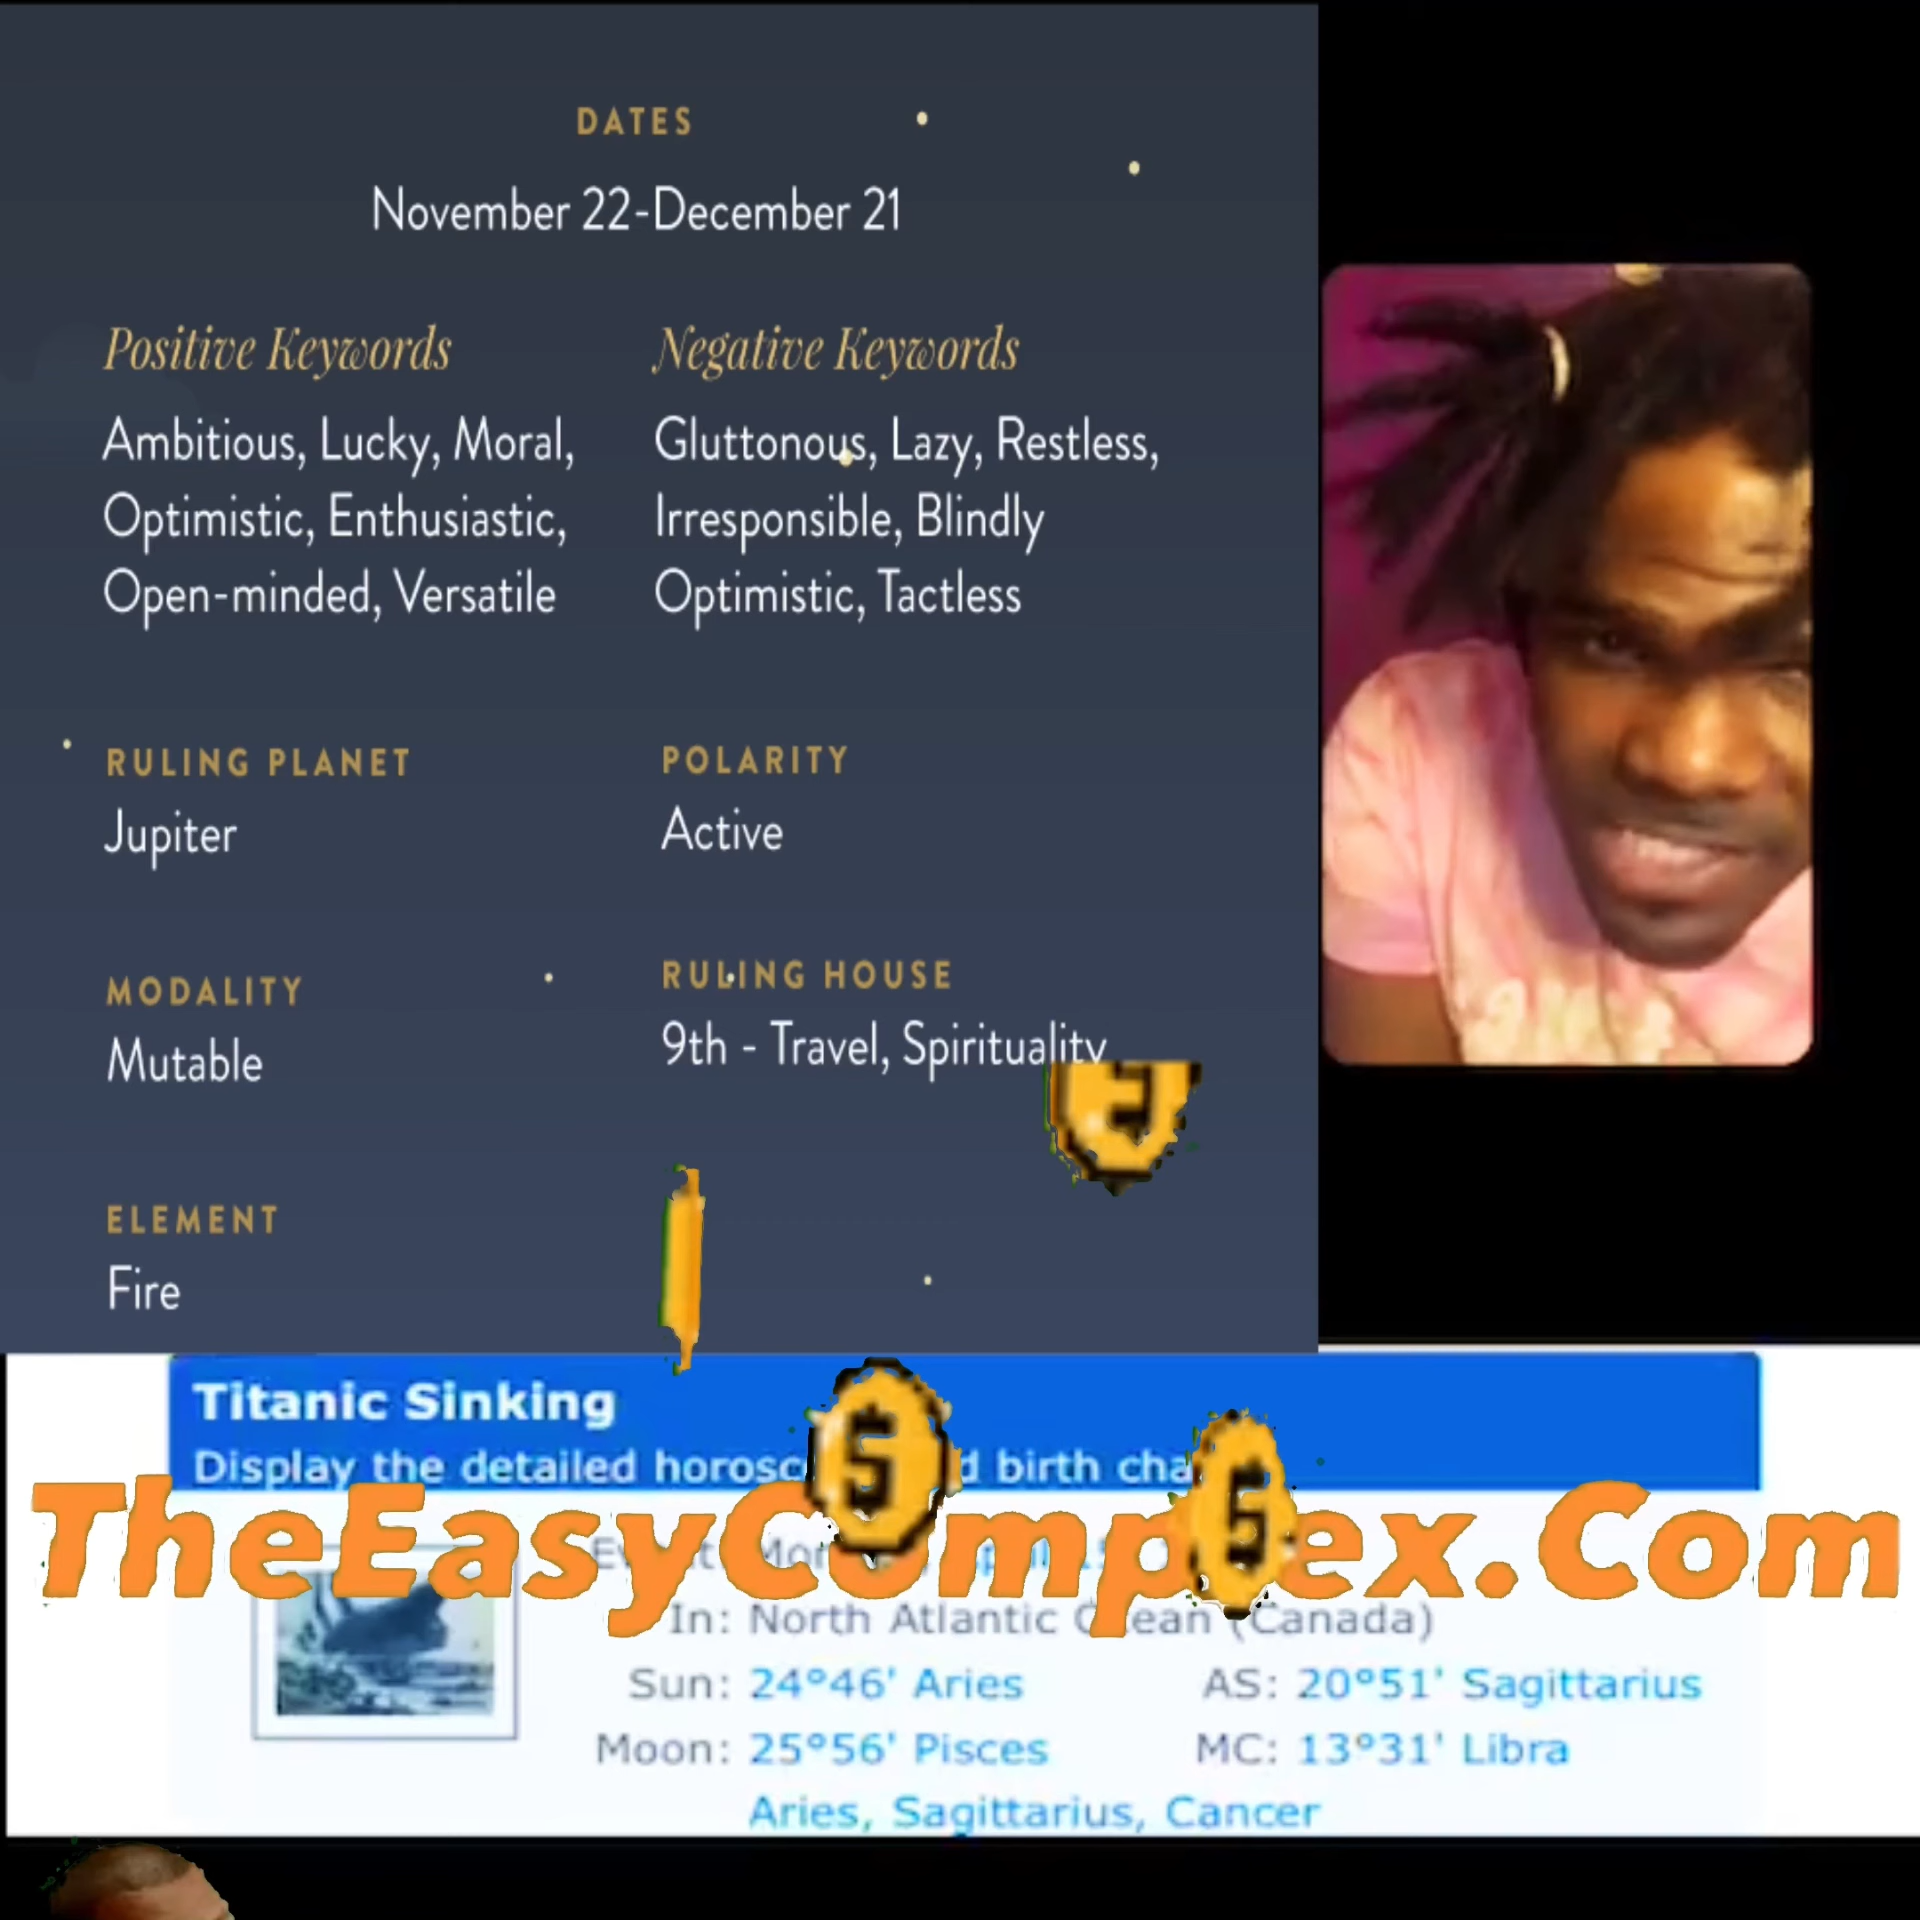 DATES
November 22-December 21
Positive Keywords
Ambitious, Lucky, Moral,
Optimistic, Enthusiastic,
Open-minded, Versatile
Negative Keywords
Gluttonous, Lazy, Restless,
Irresponsible, Blindly
Optimistic, Tactless
RULING PLANET
Jupiter
POLARITY
Active
MODALITY
Mutable
RULING HOUSE
9th - Travel, Spirituality
ELEMENT
Fire
Titanic Sinking
Display the detailed birth
TheEasyComplex.Com
In: North Atlantic Ocean (Canada)
Sun: 24°46' Aries AS: 20°51' Sagittarius
Moon: 25°56' Pisces MC: 13°31' Libra
Aries, Sagittarius, Cancer